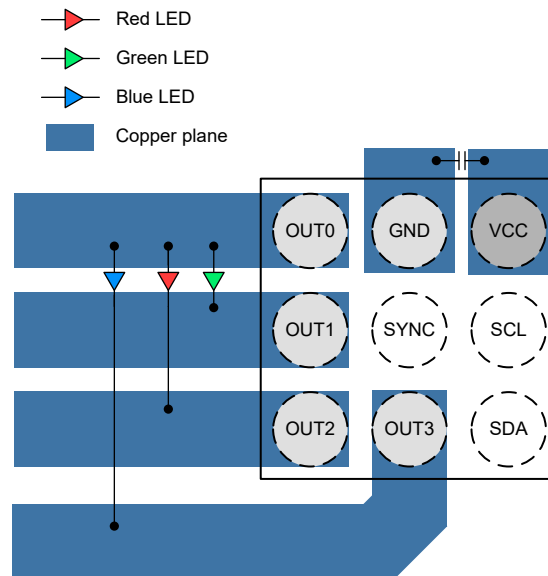 Red LED
Green LED
Blue LED
Copper plane
OUT0 GND VCC
OUT1 SYNC SCL
OUT2 OUT3 SDA